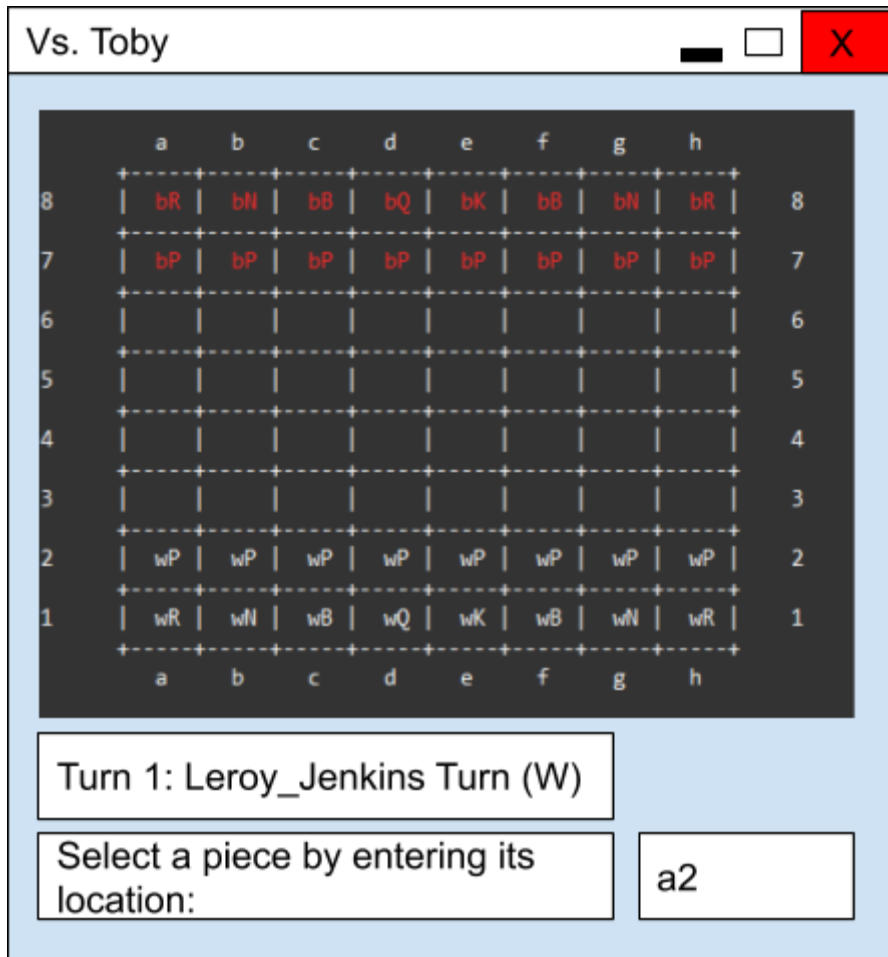 Vs. Toby X
a b c d e f g h
+-----+-----+-----+-----+-----+-----+-----+-----+
8 | bR | bN | bB | bQ | bK | bB | bN | bR | 8
+-----+-----+-----+-----+-----+-----+-----+-----+
7 | bP | bP | bP | bP | bP | bP | bP | bP | 7
+-----+-----+-----+-----+-----+-----+-----+-----+
6 | | | | | | | | | 6
+-----+-----+-----+-----+-----+-----+-----+-----+
5 | | | | | | | | | 5
+-----+-----+-----+-----+-----+-----+-----+-----+
4 | | | | | | | | | 4
+-----+-----+-----+-----+-----+-----+-----+-----+
3 | | | | | | | | | 3
+-----+-----+-----+-----+-----+-----+-----+-----+
2 | wP | wP | wP | wP | wP | wP | wP | wP | 2
+-----+-----+-----+-----+-----+-----+-----+-----+
1 | wR | wN | wB | wQ | wK | wB | wN | wR | 1
+-----+-----+-----+-----+-----+-----+-----+-----+
a b c d e f g h
Turn 1: Leroy_Jenkins Turn (W)
Select a piece by entering its
location:
a2